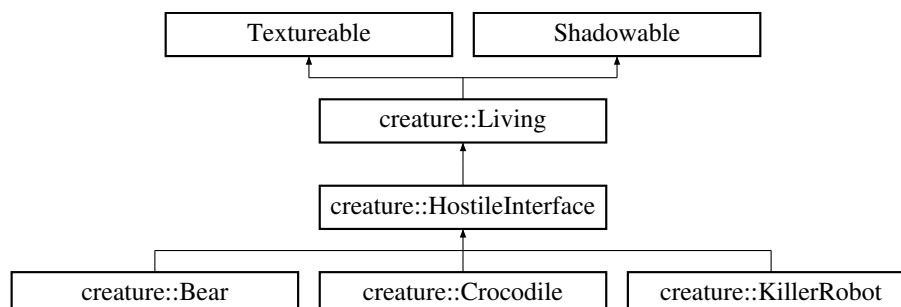 Textureable
Shadowable
creature::Living
creature::HostileInterface
creature::Bear
creature::Crocodile
creature::KillerRobot